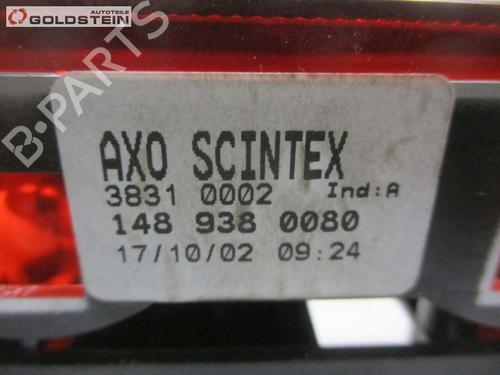 Autoteile
GOLDSTEIN
B-PARTS
AXO SCINTEX
3831 0002 Ind:A
148 938 0080
17/10/02 09:24